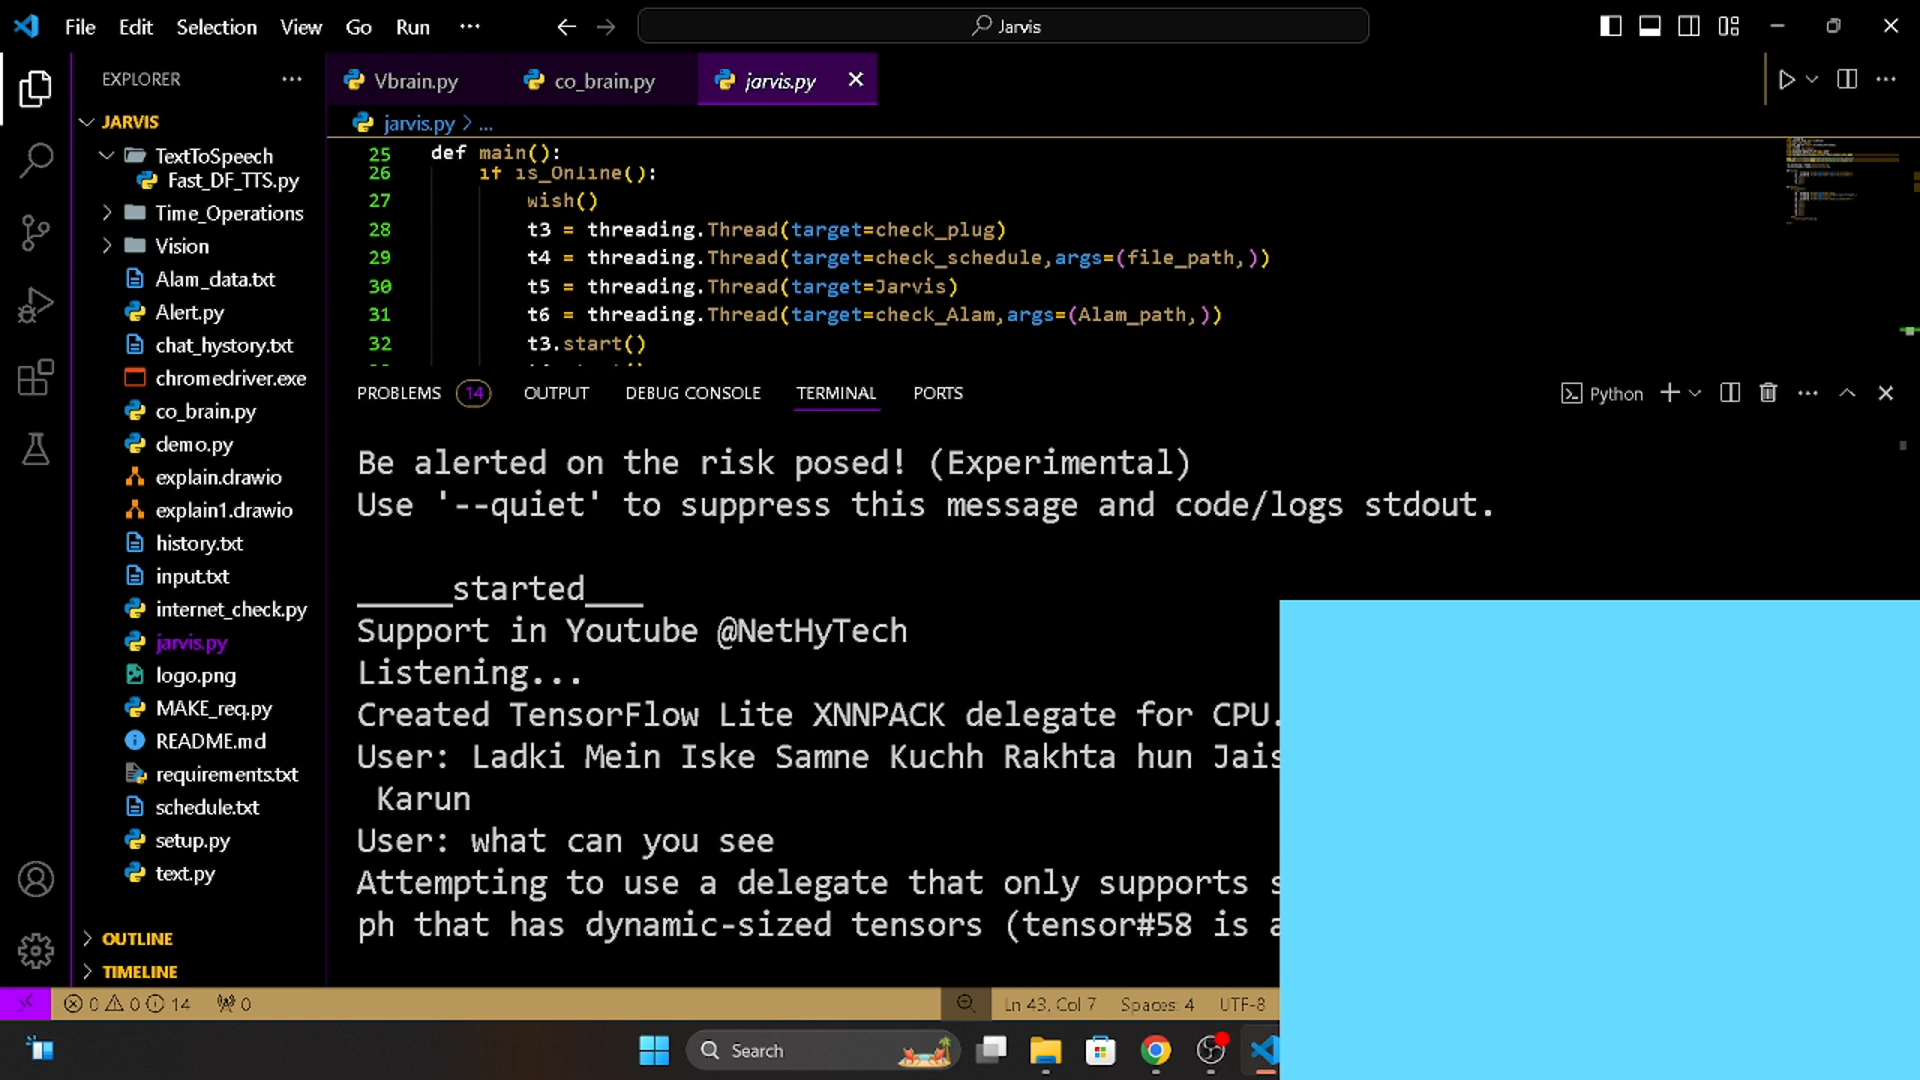 File Edit Selection View Go Run ...
Jarvis
EXPLORER ...
JARVIS
TextToSpeech
Fast_DF_TTS.py
Time_Operations
Vision
Alam_data.txt
Alert.py
chat_hystory.txt
chromedriver.exe
co_brain.py
demo.py
explain.drawio
explain1.drawio
history.txt
input.txt
internet_check.py
jarvis.py
logo.png
MAKE_req.py
README.md
requirements.txt
schedule.txt
setup.py
text.py
OUTLINE
TIMELINE
Vbrain.py co_brain.py jarvis.py
jarvis.py > ...
25 def main():
26 if is_Online():
27 wish()
28 t3 = threading.Thread(target=check_plug)
29 t4 = threading.Thread(target=check_schedule,args=(file_path,))
30 t5 = threading.Thread(target=Jarvis)
31 t6 = threading.Thread(target=check_Alam,args=(Alam_path,))
32 t3.start()
PROBLEMS 14 OUTPUT DEBUG CONSOLE TERMINAL PORTS Python
Be alerted on the risk posed! (Experimental)
Use '--quiet' to suppress this message and code/logs stdout.
_____started___
Support in Youtube @NetHyTech
Listening...
Created TensorFlow Lite XNNPACK delegate for CPU.
User: Ladki Mein Iske Samne Kuchh Rakhta hun Jais
Karun
User: what can you see
Attempting to use a delegate that only supports s
ph that has dynamic-sized tensors (tensor#58 is a
0 0 14 0 Ln 43, Col 7 Spaces: 4 UTF-8
Search